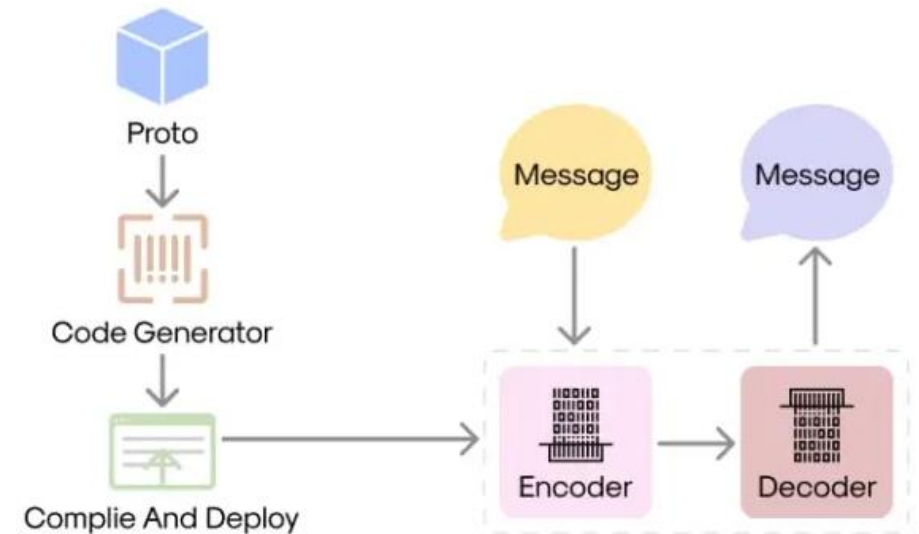 Proto
Message
Message
Code Generator
Encoder
Decoder
Complie And Deploy